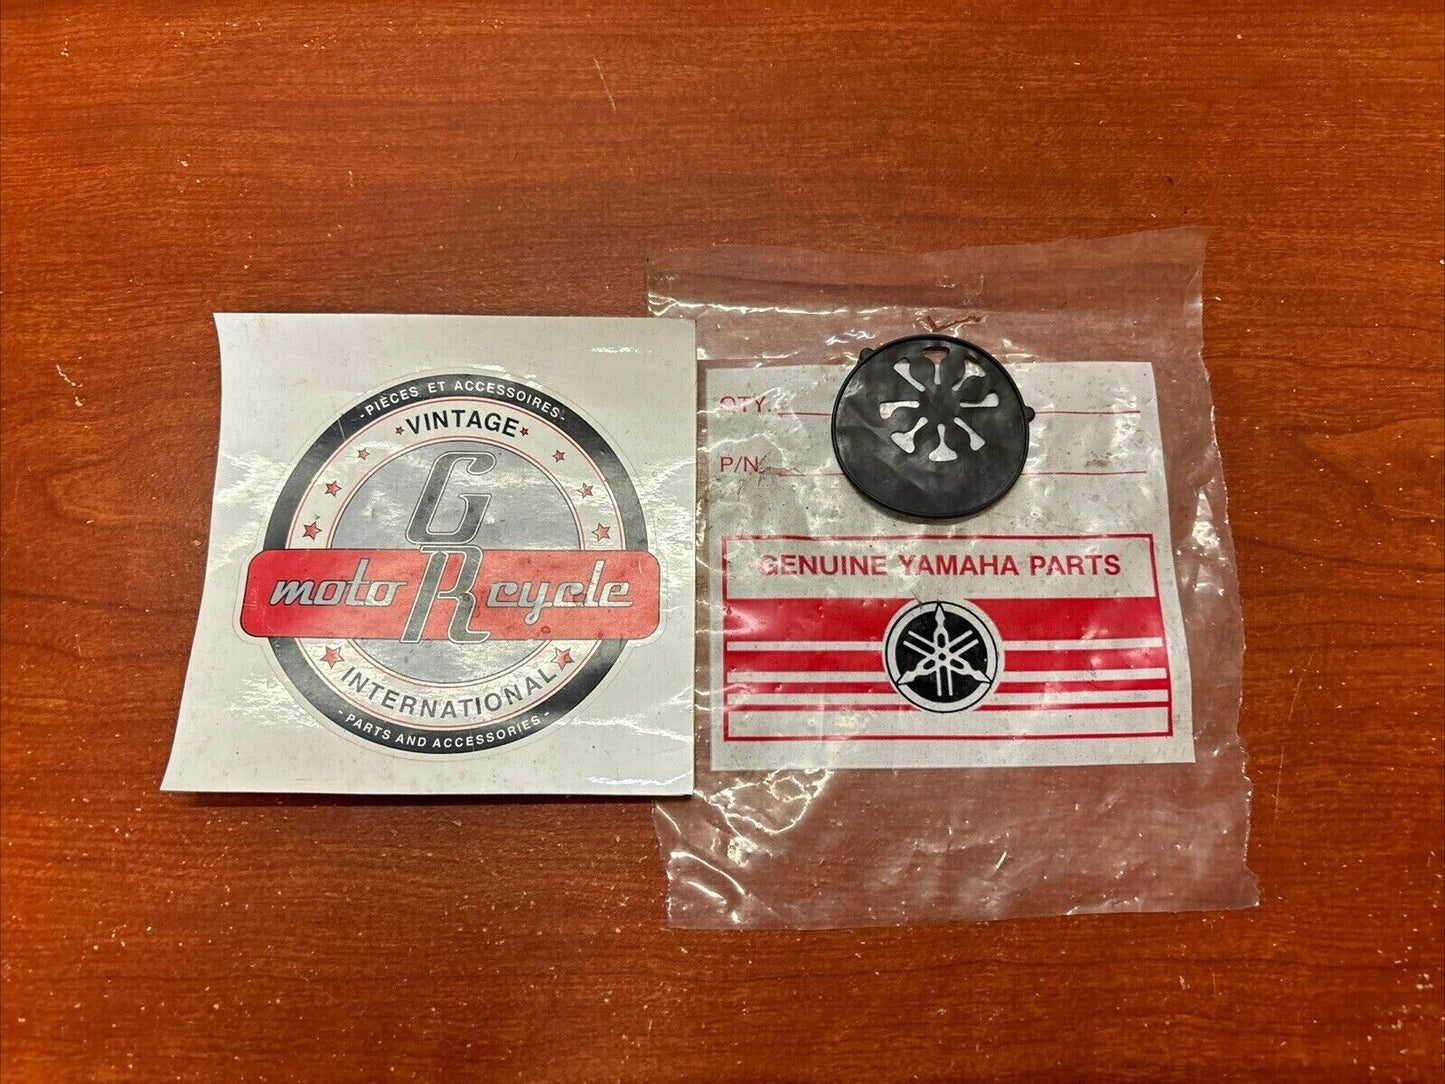 -PIÈCES ET ACCESSOIRES-
VINTAGE
GR
moto cycle
INTERNATIONAL
-PARTS AND ACCESSORIES-
QTY.
P/N
GENUINE YAMAHA PARTS